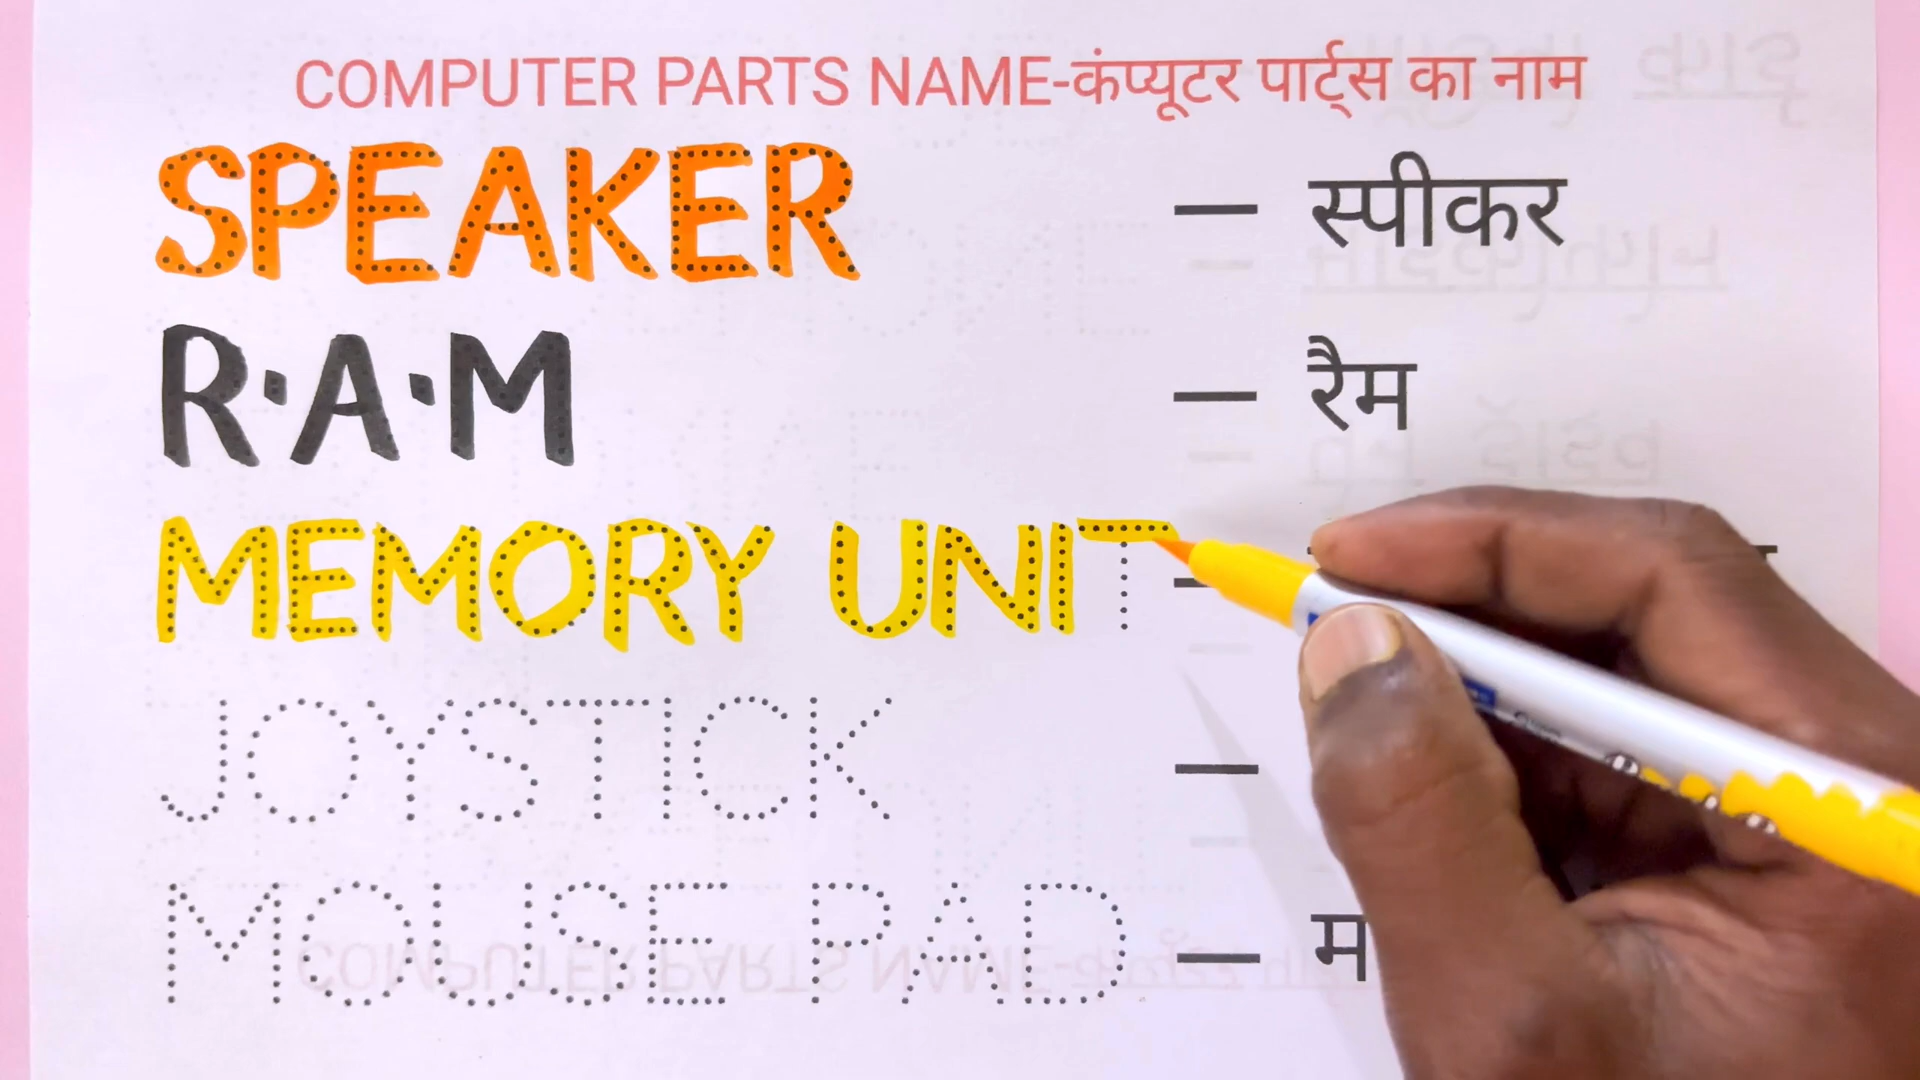 COMPUTER PARTS NAME-कंप्यूटर पार्ट्स का नाम
SPEAKER — स्पीकर
R·A·M — रैम
MEMORY UNIT —
JOYSTICK —
MOUSE PAD — म